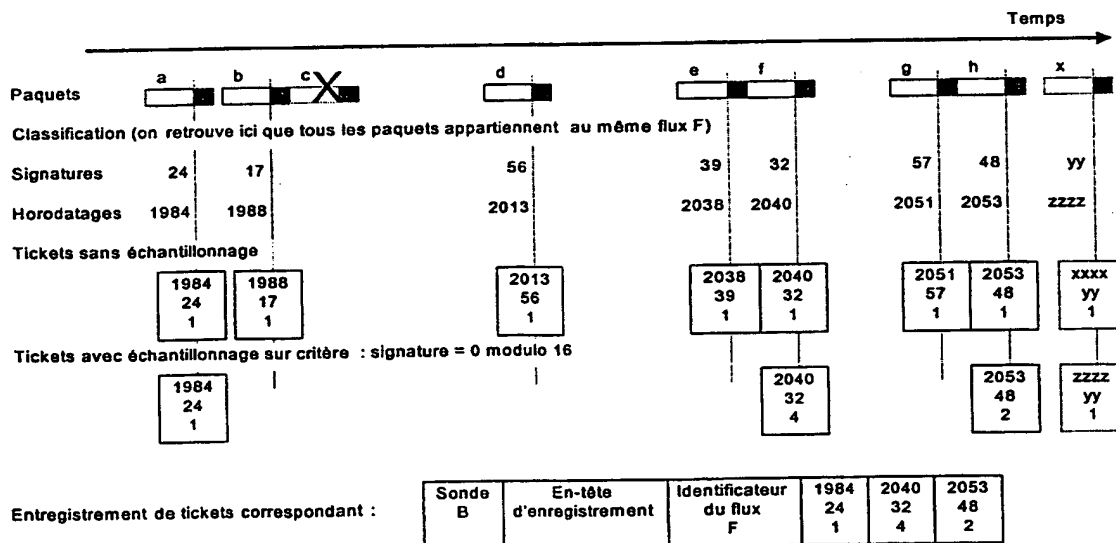 Temps
a b c d e f g h x
Paquets
Classification (on retrouve ici que tous les paquets appartiennent au même flux F)
Signatures 24 17 56 39 32 57 48 yy
Horodatages 1984 1988 2013 2038 2040 2051 2053 zzzz
Tickets sans échantillonnage
1984 1988 2013 2038 2040 2051 2053 xxxx
24 17 56 39 32 57 48 yy
1 1 1 1 1 1 1 1
Tickets avec échantillonnage sur critère : signature = 0 modulo 16
1984 2040 2053 zzzz
24 32 48 yy
1 4 2 1
Entregistrement de tickets correspondant :
Sonde En-tête Identificateur 1984 2040 2053
B d'enregistrement du flux 24 32 48
F 1 4 2